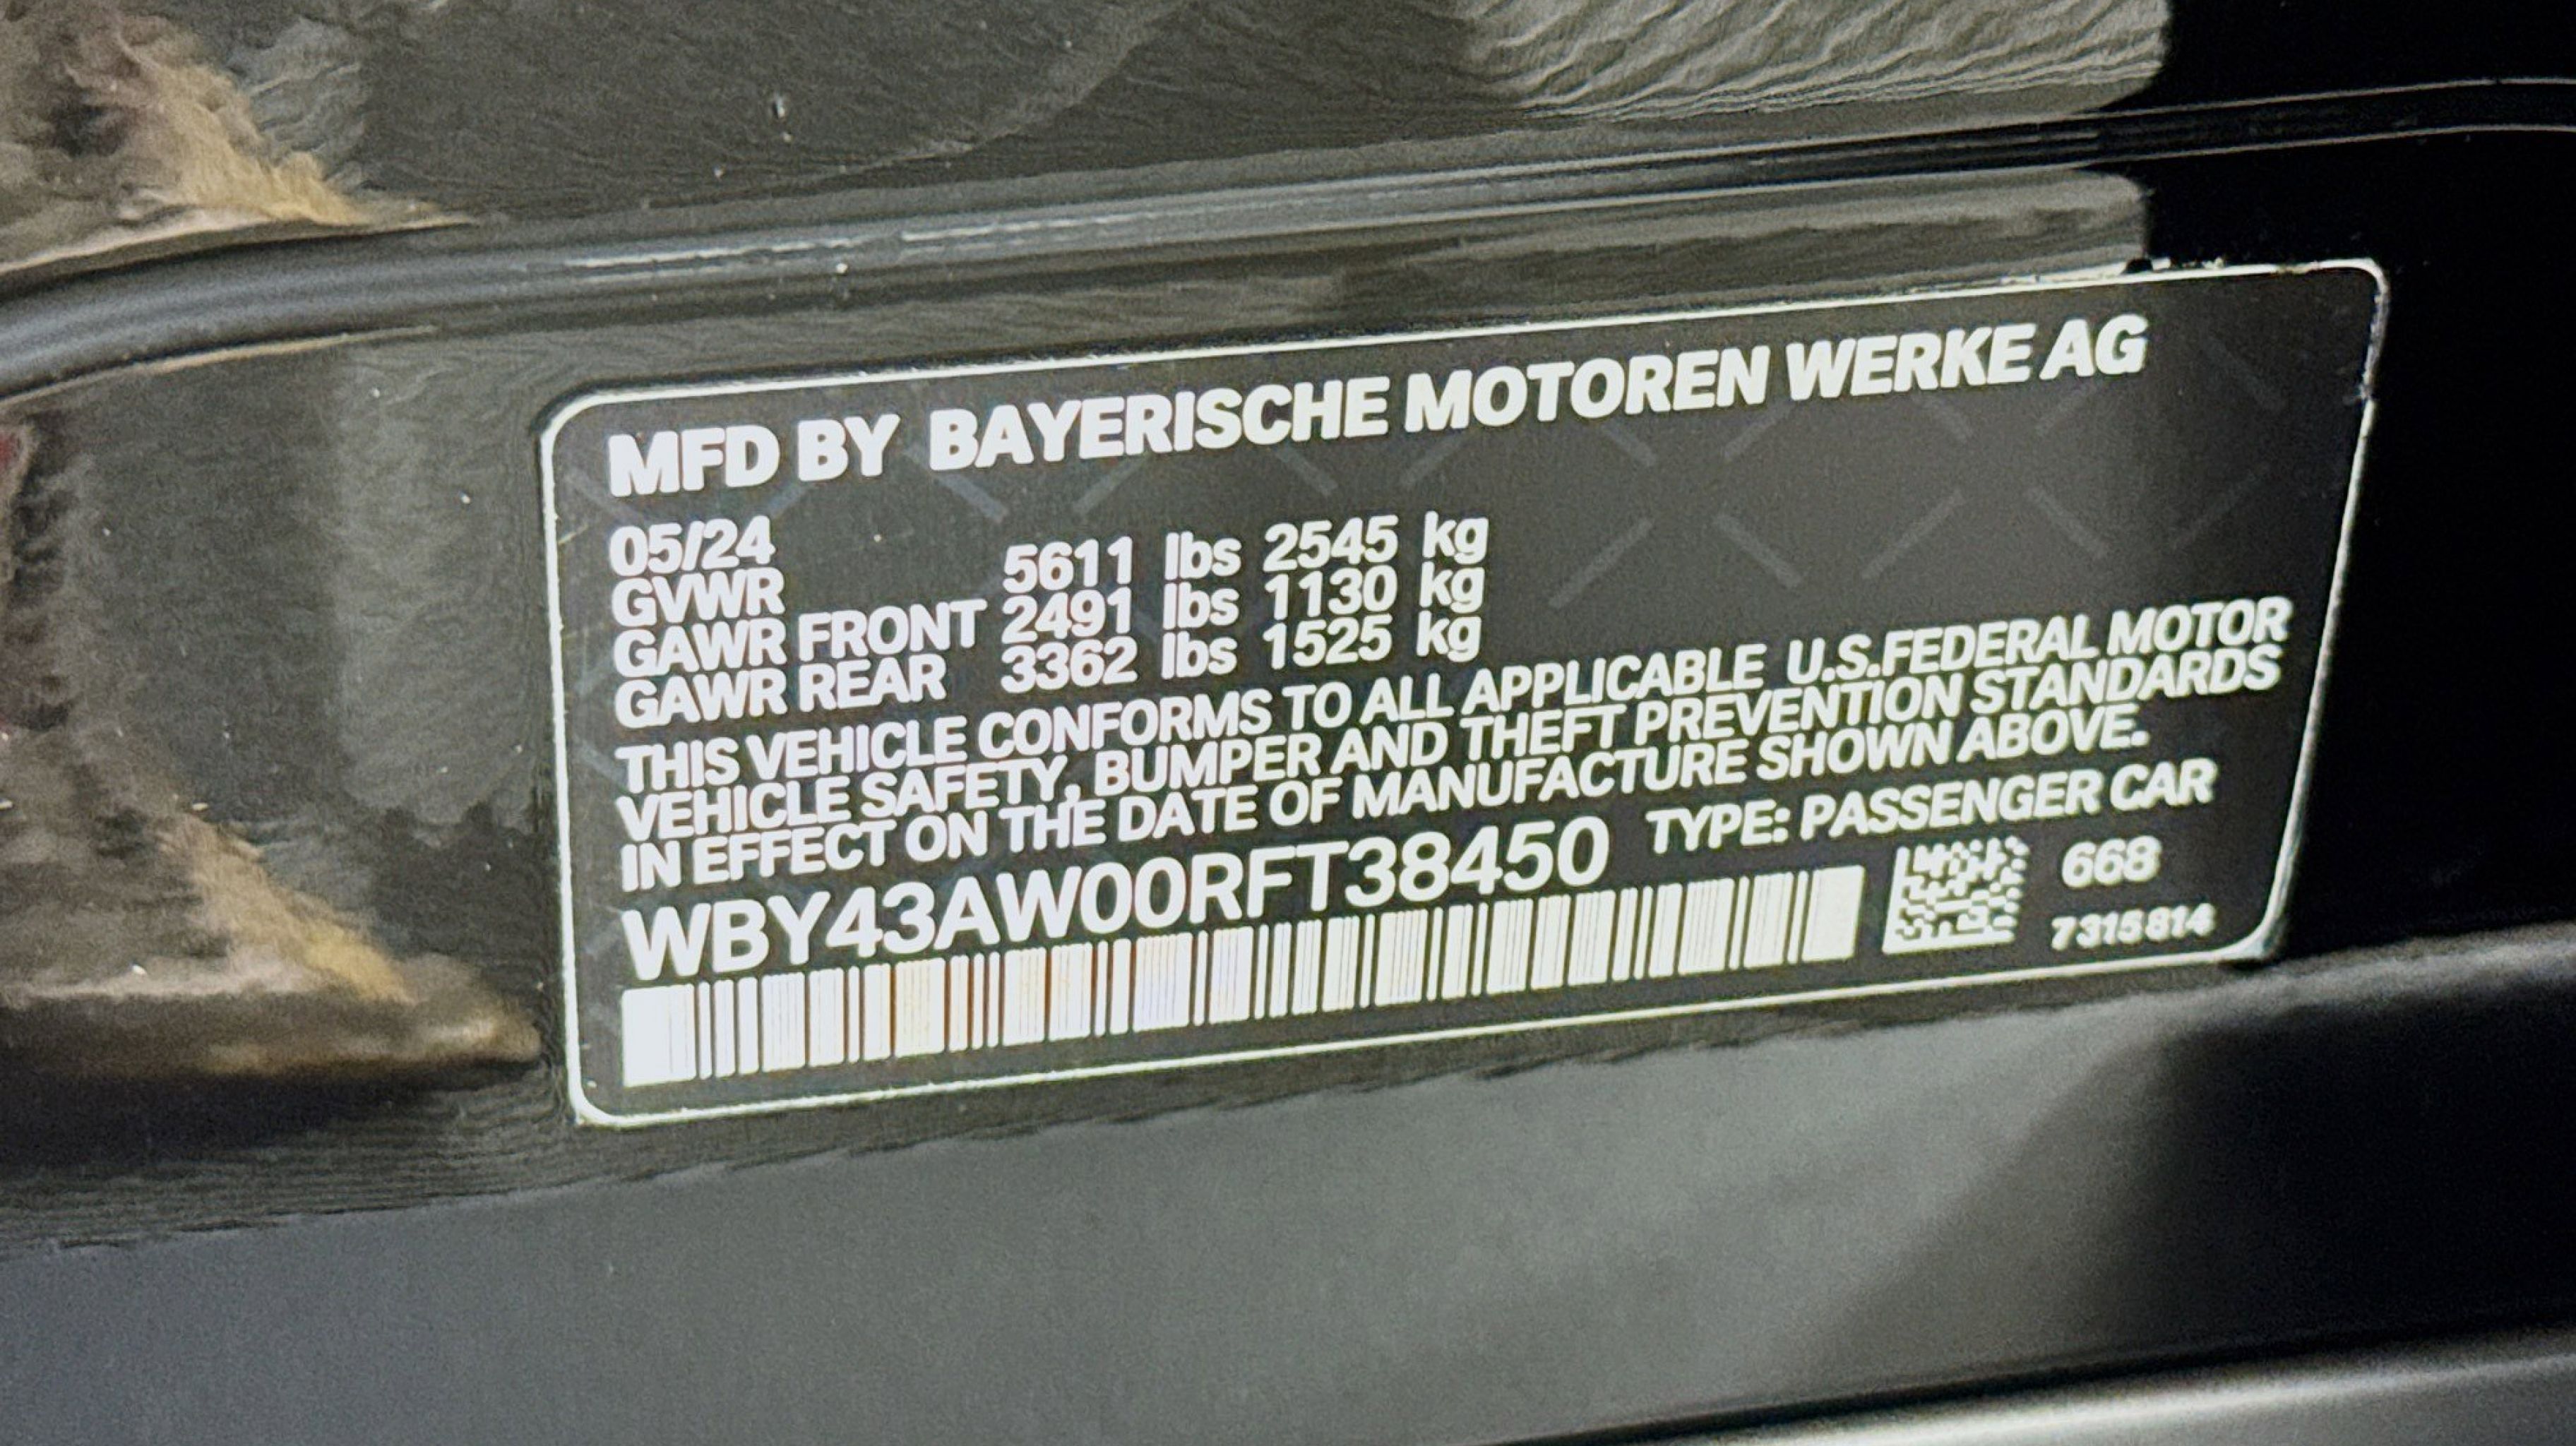 MFD BY BAYERISCHE MOTOREN WERKE AG
05/24
GVWR 5611 lbs 2545 kg
GAWR FRONT 2491 lbs 1130 kg
GAWR REAR 3362 lbs 1525 kg
THIS VEHICLE CONFORMS TO ALL APPLICABLE U.S.FEDERAL MOTOR
VEHICLE SAFETY, BUMPER AND THEFT PREVENTION STANDARDS
IN EFFECT ON THE DATE OF MANUFACTURE SHOWN ABOVE.
WBY43AW00RFT38450 TYPE: PASSENGER CAR
668
7315814